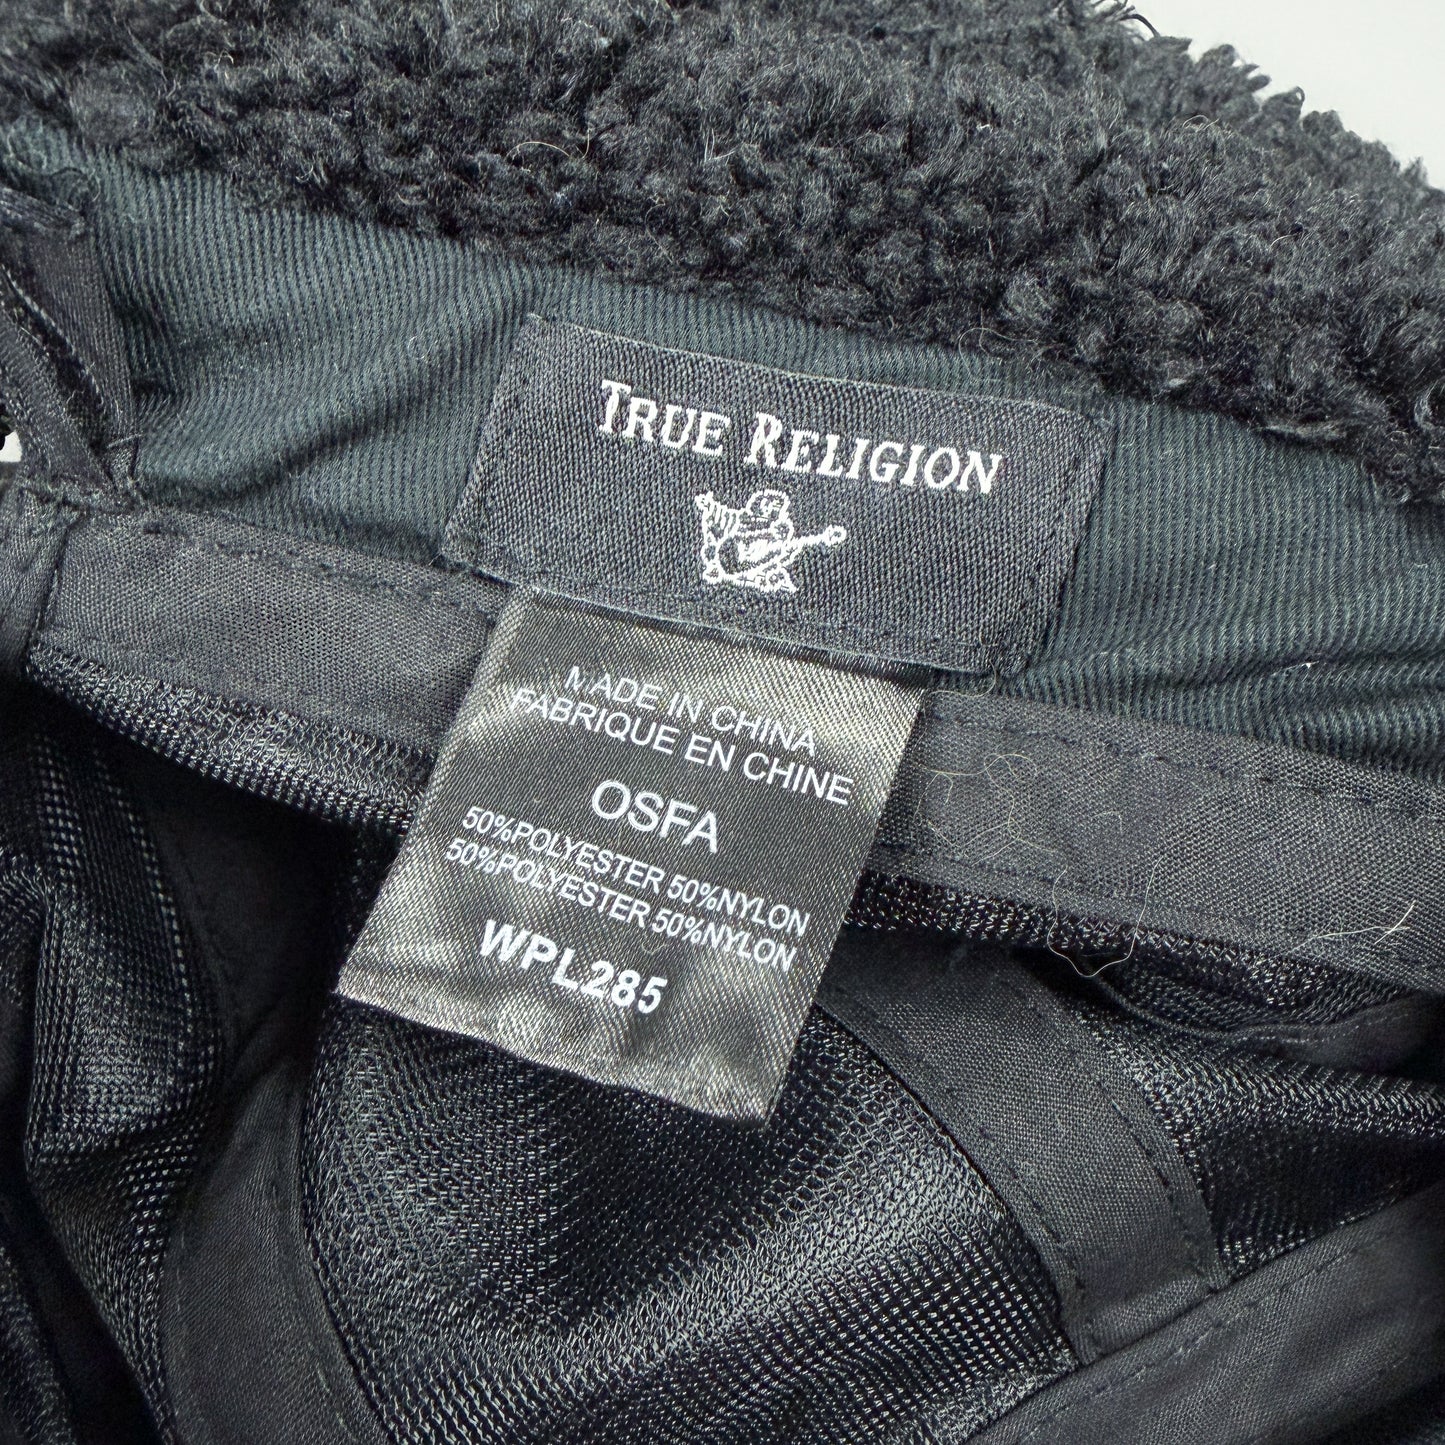 TRUE RELIGION
MADE IN CHINA
FABRIQUE EN CHINE
OSFA
50%POLYESTER 50%NYLON
50%POLYESTER 50%NYLON
WPL285